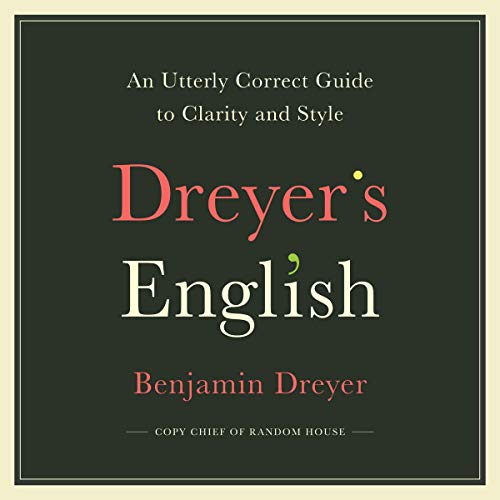 An Utterly Correct Guide
to Clarity and Style
Dreyer's
English
Benjamin Dreyer
COPY CHIEF OF RANDOM HOUSE